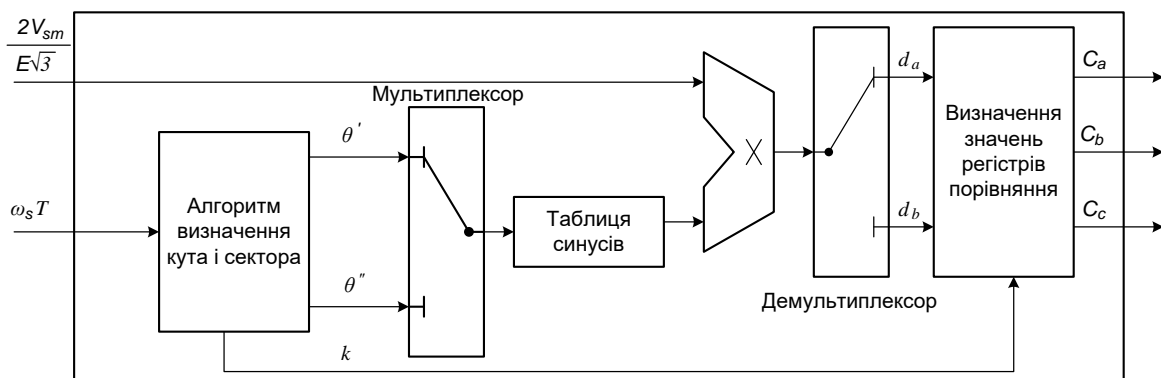 2V_sm
E√3
ω_s T
Алгоритм
визначення
кута і сектора
θ'
θ"
k
Мультиплексор
Таблиця
синусів
X
Демультиплексор
d_a
d_b
Визначення
значень
регістрів
порівняння
C_a
C_b
C_c